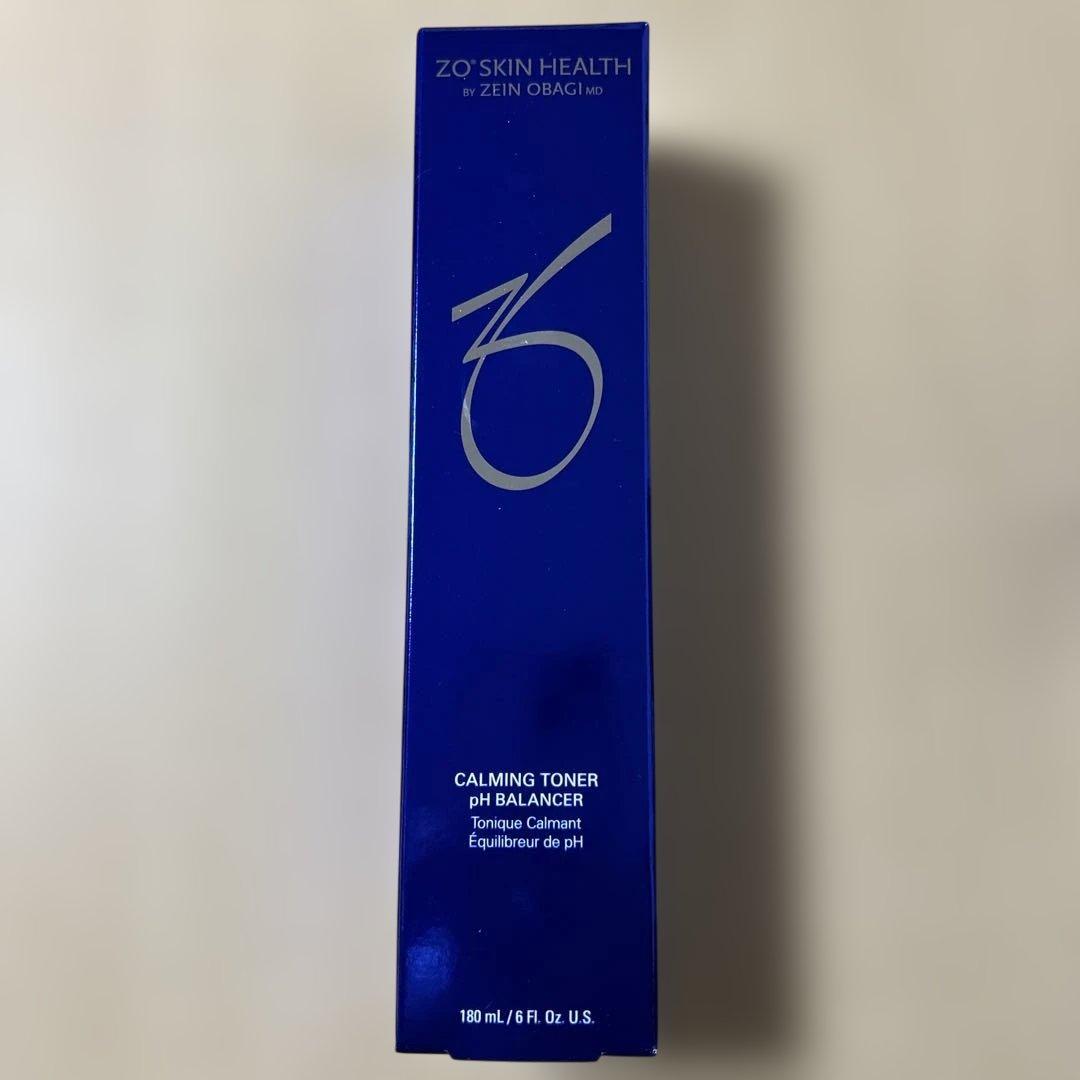 ZO® SKIN HEALTH
BY ZEIN OBAGI MD
CALMING TONER
pH BALANCER
Tonique Calmant
Équilibreur de pH
180 mL / 6 Fl. Oz. U.S.